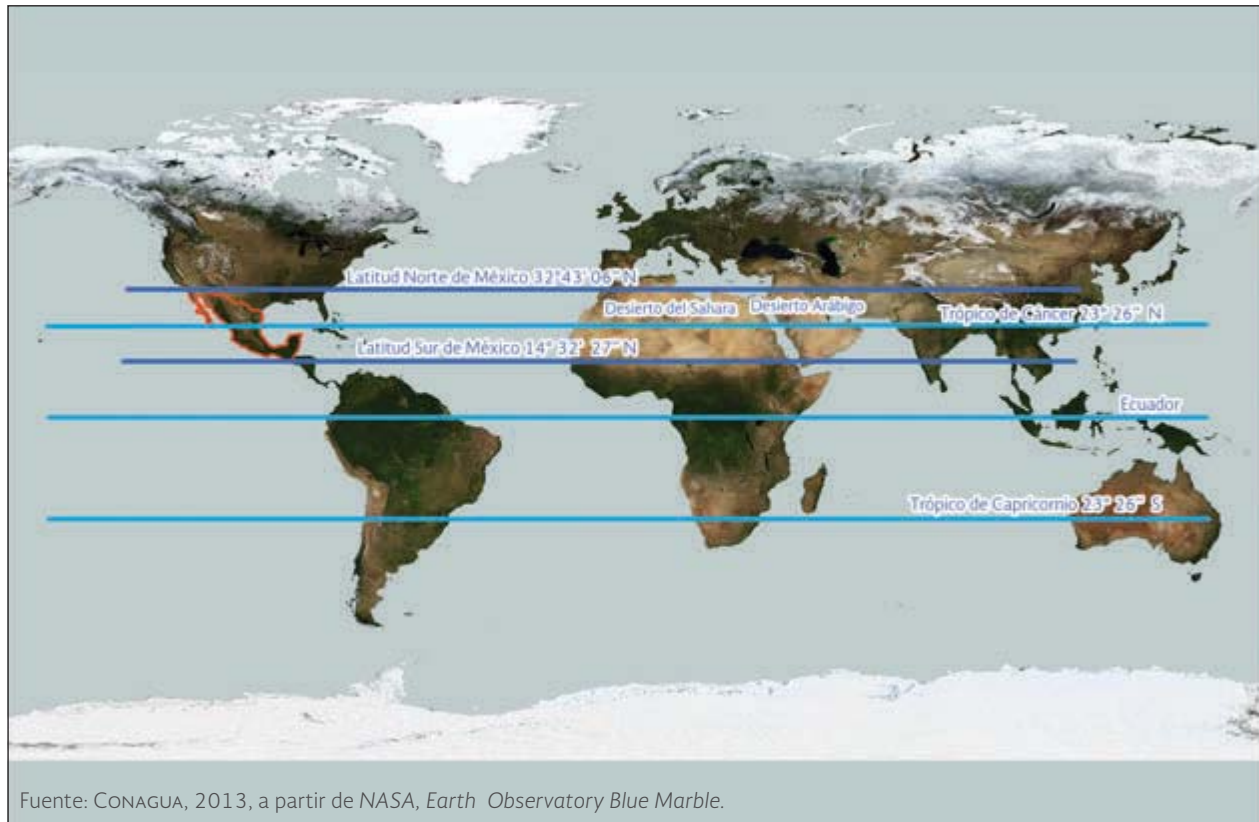 Latitud Norte de México 32°43' 06" N
Desierto del Sahara
Desierto Arábigo
Trópico de Cáncer 23° 26" N
Latitud Sur de México 14° 32' 27" N
Ecuador
Trópico de Capricornio 23° 26" S
Fuente: CONAGUA, 2013, a partir de NASA, Earth Observatory Blue Marble.